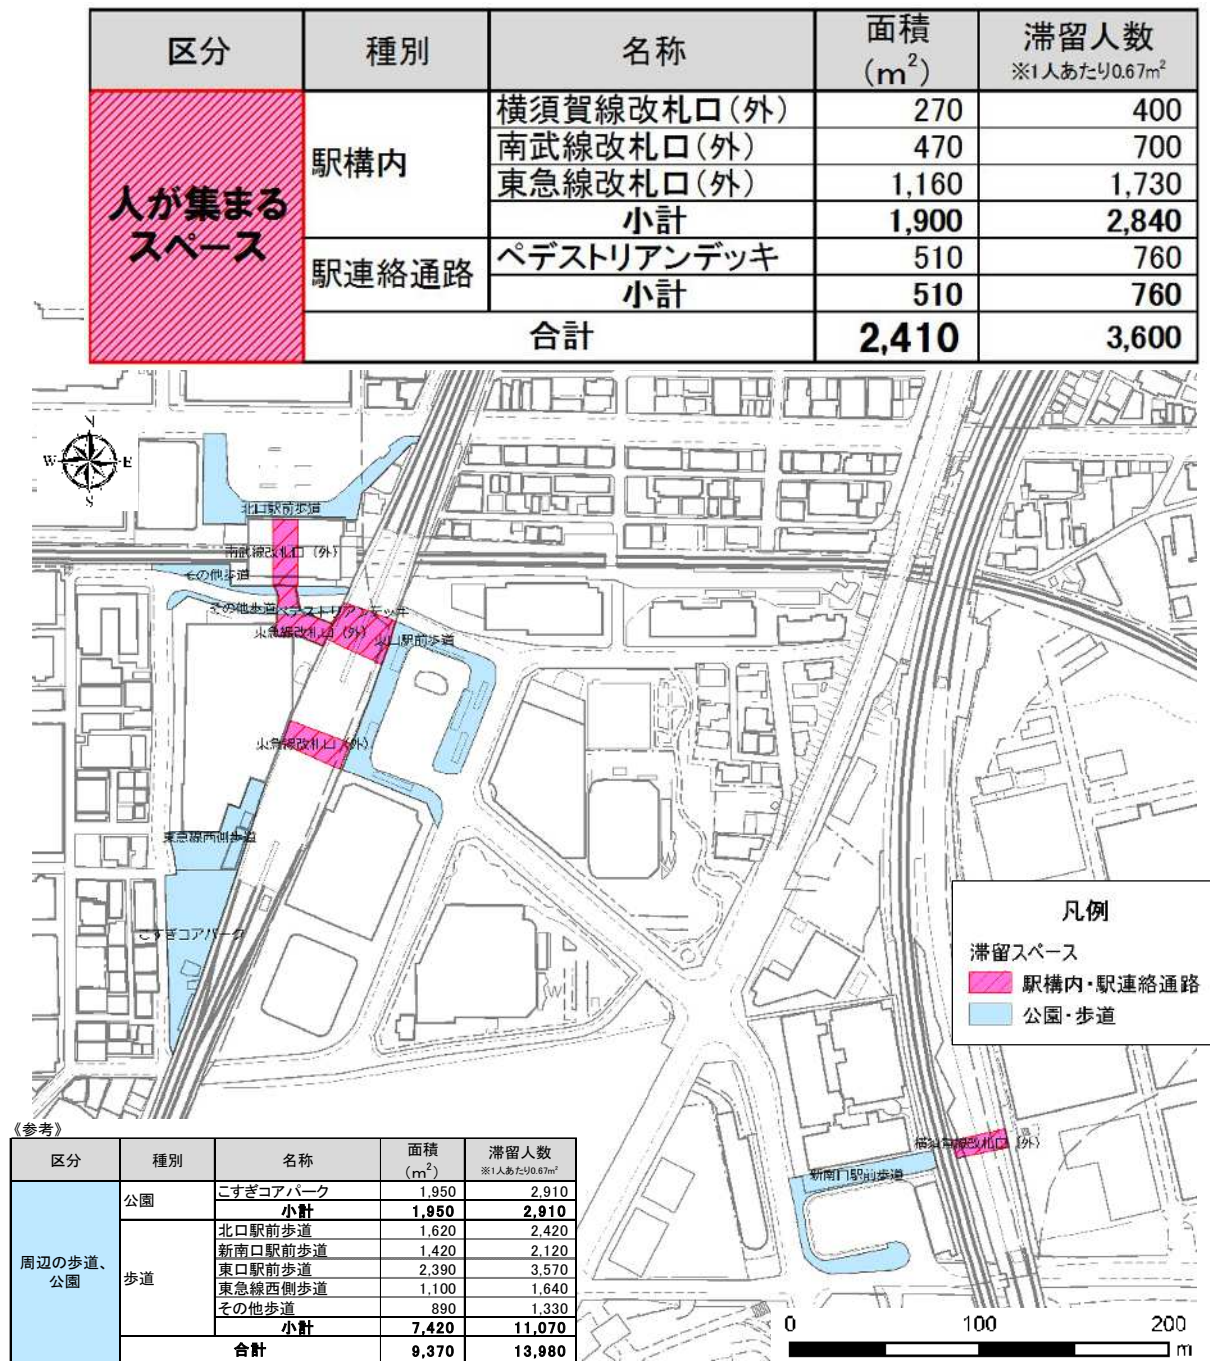 区分 種別 名称 面積(m²) 滞留人数 ※1人あたり0.67m²
人が集まるスペース
駅構内
横須賀線改札口（外） 270 400
南武線改札口（外） 470 700
東急線改札口（外） 1,160 1,730
小計 1,900 2,840
駅連絡通路
ペデストリアンデッキ 510 760
小計 510 760
合計 2,410 3,600
N
W E
S
北口駅前歩道
南武線改札口（外）
その他歩道
その他歩道
ペデストリアンデッキ
東急線改札口（外）
東口駅前歩道
東急線改札口（外）
東急線西側歩道
こすぎコアパーク
凡例
滞留スペース
駅構内・駅連絡通路
公園・歩道
横須賀線改札口（外）
新南口駅前歩道
《参考》
区分 種別 名称 面積(m²) 滞留人数 ※1人あたり0.67m²
周辺の歩道、公園
公園
こすぎコアパーク 1,950 2,910
小計 1,950 2,910
歩道
北口駅前歩道 1,620 2,420
新南口駅前歩道 1,420 2,120
東口駅前歩道 2,390 3,570
東急線西側歩道 1,100 1,640
その他歩道 890 1,330
小計 7,420 11,070
合計 9,370 13,980
0 100 200
m